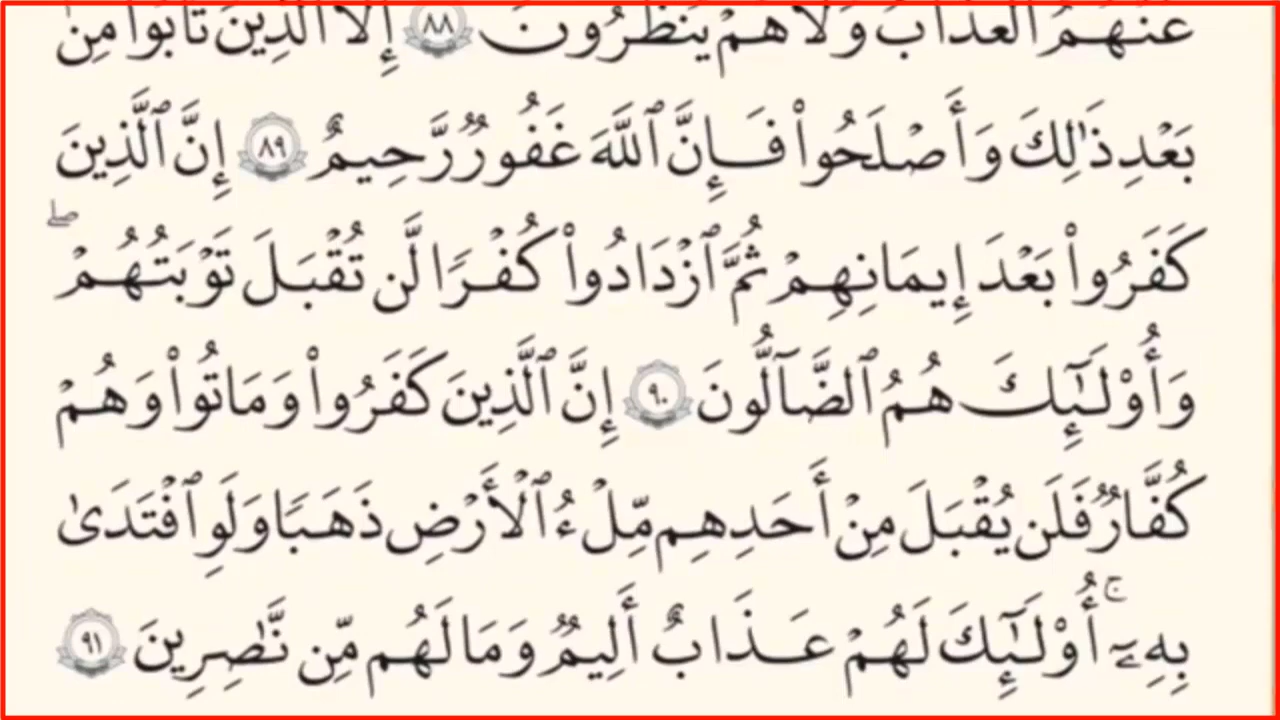 عَنْهُمُ ٱلْعَذَابُ وَلَا هُمْ يُنظَرُونَ ٨٨ إِلَّا ٱلَّذِينَ تَابُوا۟ مِنۢ
بَعْدِ ذَٰلِكَ وَأَصْلَحُوا۟ فَإِنَّ ٱللَّهَ غَفُورٌ رَّحِيمٌ ٨٩ إِنَّ ٱلَّذِينَ
كَفَرُوا۟ بَعْدَ إِيمَانِهِمْ ثُمَّ ٱزْدَادُوا۟ كُفْرًا لَّن تُقْبَلَ تَوْبَتُهُمْ ۖ
وَأُو۟لَٰٓئِكَ هُمُ ٱلضَّآلُّونَ ٩٠ إِنَّ ٱلَّذِينَ كَفَرُوا۟ وَمَاتُوا۟ وَهُمْ
كُفَّارٌ فَلَن يُقْبَلَ مِنْ أَحَدِهِم مِّلْءُ ٱلْأَرْضِ ذَهَبًا وَلَوِ ٱفْتَدَىٰ
بِهِۦٓ ۚ أُو۟لَٰٓئِكَ لَهُمْ عَذَابٌ أَلِيمٌ وَمَا لَهُم مِّن نَّٰصِرِينَ ٩١